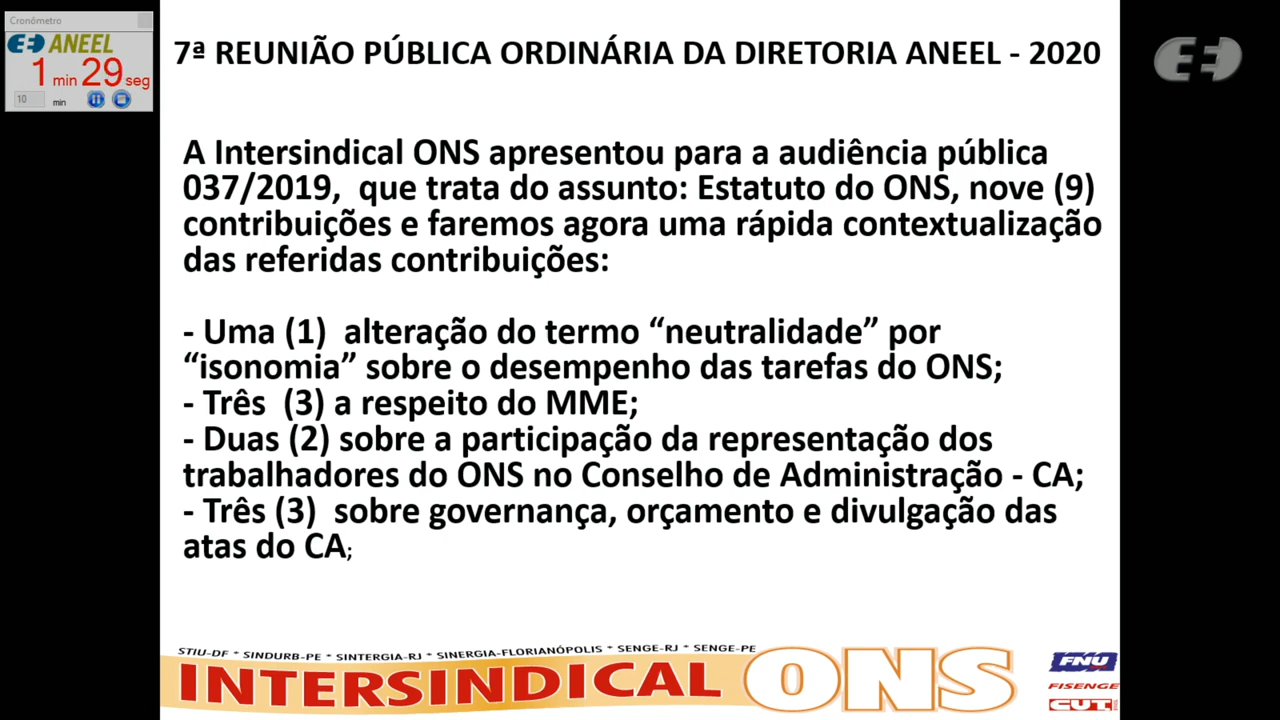 Cronômetro
ANEEL
1 min 29 seg
10 min
7ª REUNIÃO PÚBLICA ORDINÁRIA DA DIRETORIA ANEEL - 2020
A Intersindical ONS apresentou para a audiência pública
037/2019, que trata do assunto: Estatuto do ONS, nove (9)
contribuições e faremos agora uma rápida contextualização
das referidas contribuições:
- Uma (1) alteração do termo “neutralidade” por
“isonomia” sobre o desempenho das tarefas do ONS;
- Três (3) a respeito do MME;
- Duas (2) sobre a participação da representação dos
trabalhadores do ONS no Conselho de Administração - CA;
- Três (3) sobre governança, orçamento e divulgação das
atas do CA;
STIU-DF * SINDURB-PE * SINTERGIA-RJ * SINERGIA-FLORIANÓPOLIS * SENGE-RJ * SENGE-PE
INTERSINDICAL ONS
FNU
FISENGE
CUT